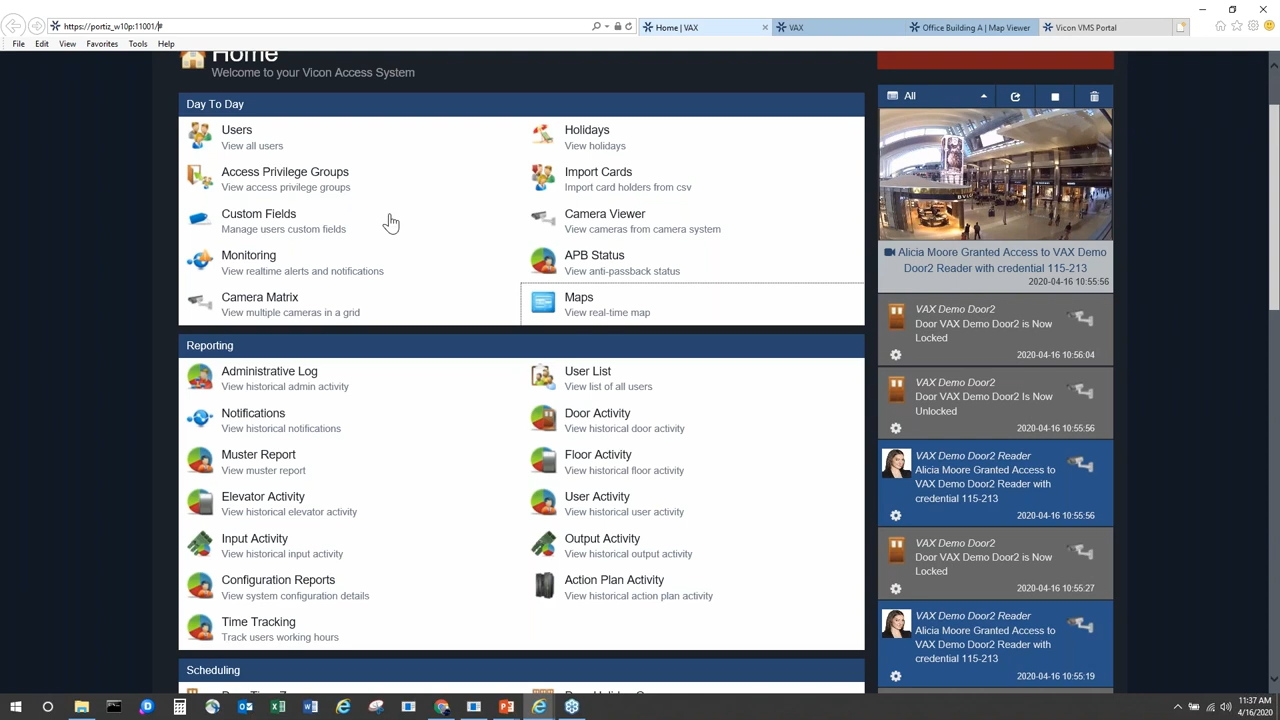 https://portiz_w10p:11001/#
Home | VAX
VAX
Office Building A | Map Viewer
Vicon VMS Portal
File Edit View Favorites Tools Help
Home
Welcome to your Vicon Access System
Day To Day
Users
View all users
Holidays
View holidays
Access Privilege Groups
View access privilege groups
Import Cards
Import card holders from csv
Custom Fields
Manage users custom fields
Camera Viewer
View cameras from camera system
Monitoring
View realtime alerts and notifications
APB Status
View anti-passback status
Camera Matrix
View multiple cameras in a grid
Maps
View real-time map
Reporting
Administrative Log
View historical admin activity
User List
View list of all users
Notifications
View historical notifications
Door Activity
View historical door activity
Muster Report
View muster report
Floor Activity
View historical floor activity
Elevator Activity
View historical elevator activity
User Activity
View historical user activity
Input Activity
View historical input activity
Output Activity
View historical output activity
Configuration Reports
View system configuration details
Action Plan Activity
View historical action plan activity
Time Tracking
Track users working hours
Scheduling
All
Alicia Moore Granted Access to VAX Demo
Door2 Reader with credential 115-213
2020-04-16 10:55:56
VAX Demo Door2
Door VAX Demo Door2 is Now
Locked
2020-04-16 10:56:04
VAX Demo Door2
Door VAX Demo Door2 Is Now
Unlocked
2020-04-16 10:55:56
VAX Demo Door2 Reader
Alicia Moore Granted Access to
VAX Demo Door2 Reader with
credential 115-213
2020-04-16 10:55:56
VAX Demo Door2
Door VAX Demo Door2 is Now
Locked
2020-04-16 10:55:27
VAX Demo Door2 Reader
Alicia Moore Granted Access to
VAX Demo Door2 Reader with
credential 115-213
2020-04-16 10:55:19
11:37 AM
4/16/2020